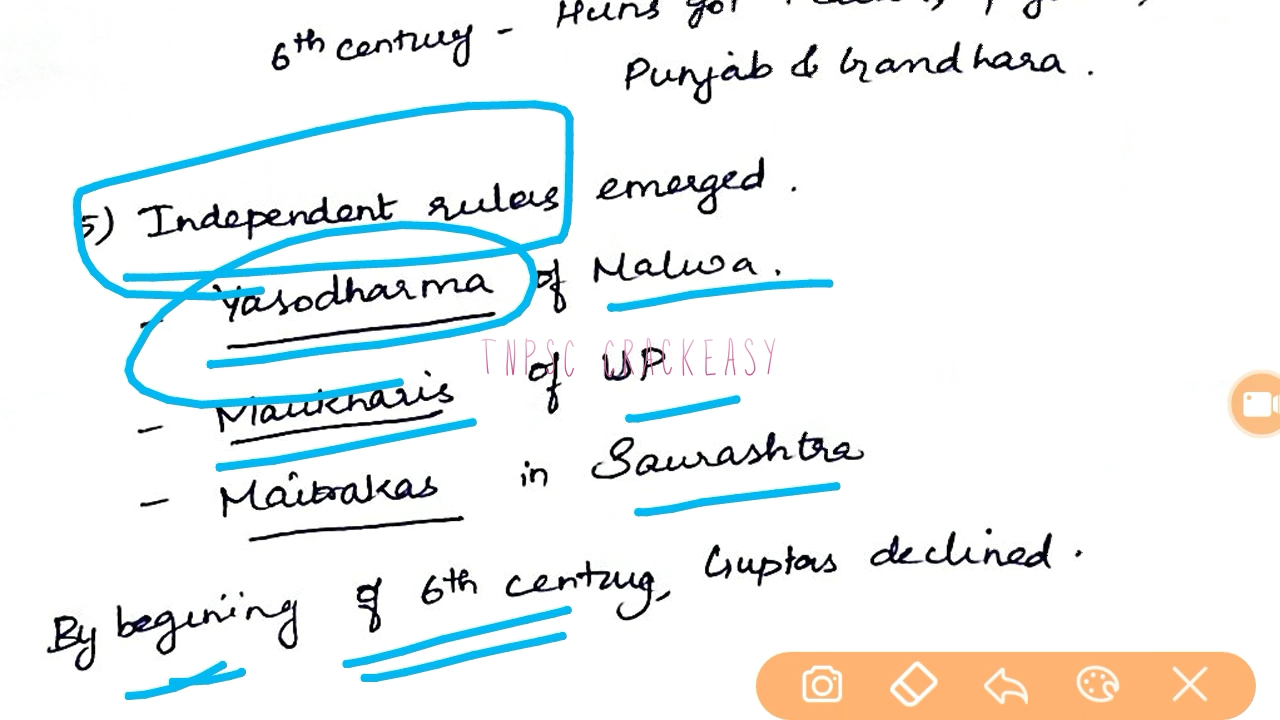 6th century - Huns got
Punjab & Gandhara.
5) Independent rulers emerged.
- Yasodharma of Malwa.
TNPSC CRACKEASY
- Maukharis of UP
- Maitrakas in Saurashtra
By begining of 6th century, Guptas declined.